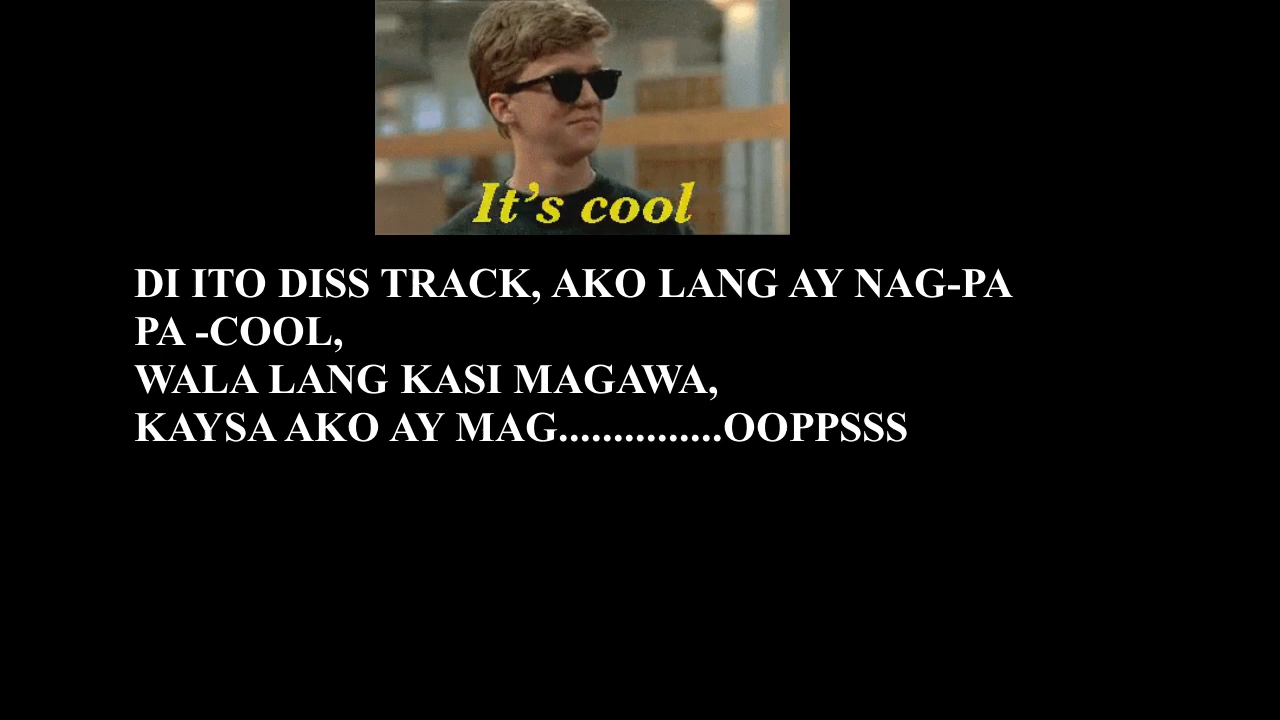 It's cool
DI ITO DISS TRACK, AKO LANG AY NAG-PA
PA -COOL,
WALA LANG KASI MAGAWA,
KAYSA AKO AY MAG...............OOPPSSS